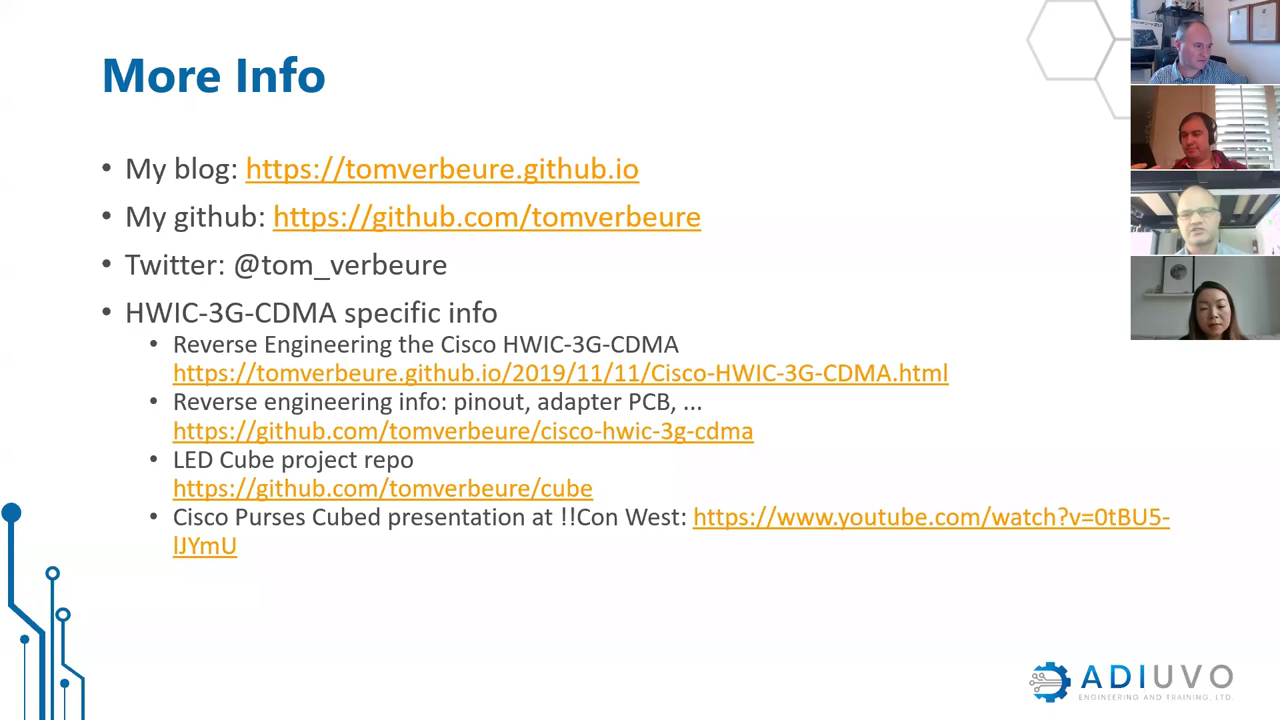 More Info
• My blog: https://tomverbeure.github.io
• My github: https://github.com/tomverbeure
• Twitter: @tom_verbeure
• HWIC-3G-CDMA specific info
• Reverse Engineering the Cisco HWIC-3G-CDMA
https://tomverbeure.github.io/2019/11/11/Cisco-HWIC-3G-CDMA.html
• Reverse engineering info: pinout, adapter PCB, ...
https://github.com/tomverbeure/cisco-hwic-3g-cdma
• LED Cube project repo
https://github.com/tomverbeure/cube
• Cisco Purses Cubed presentation at !!Con West: https://www.youtube.com/watch?v=0tBU5-
lJYmU
ADIUVO
ENGINEERING AND TRAINING, LTD.